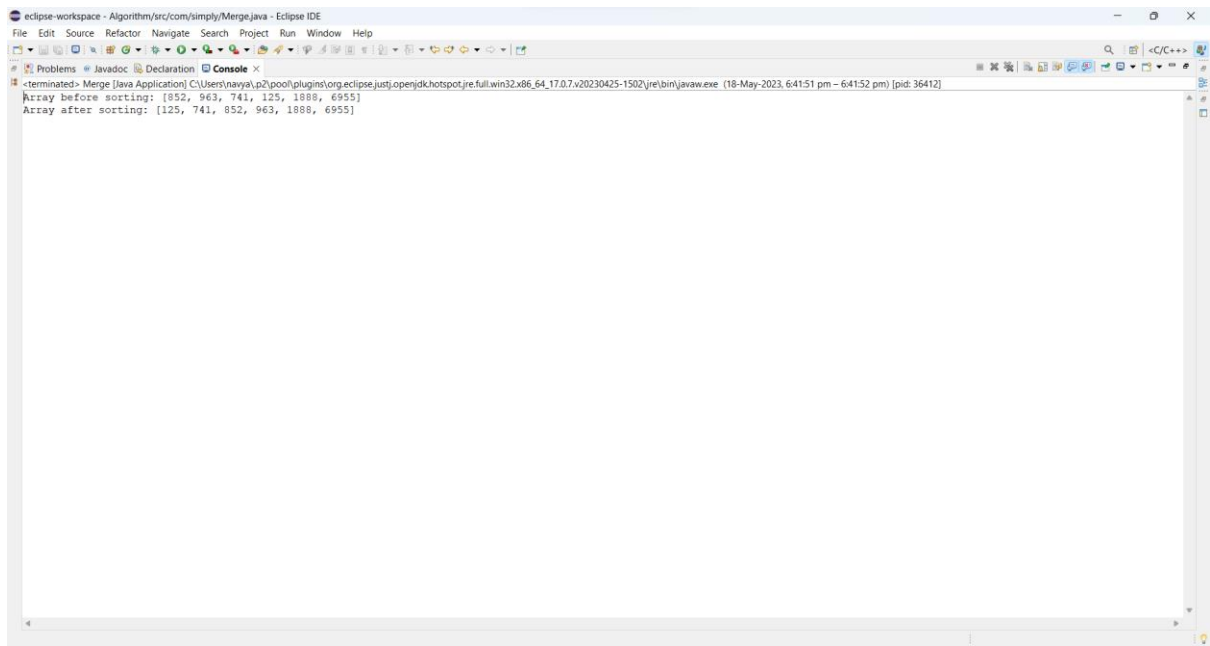 eclipse-workspace - Algorithm/src/com/simply/Merge.java - Eclipse IDE
File Edit Source Refactor Navigate Search Project Run Window Help
<C/C++>
Problems Javadoc Declaration Console
<terminated> Merge [Java Application] C:\Users\navya\.p2\pool\plugins\org.eclipse.justj.openjdk.hotspot.jre.full.win32.x86_64_17.0.7.v20230425-1502\jre\bin\javaw.exe (18-May-2023, 6:41:51 pm – 6:41:52 pm) [pid: 36412]
Array before sorting: [852, 963, 741, 125, 1888, 6955]
Array after sorting: [125, 741, 852, 963, 1888, 6955]